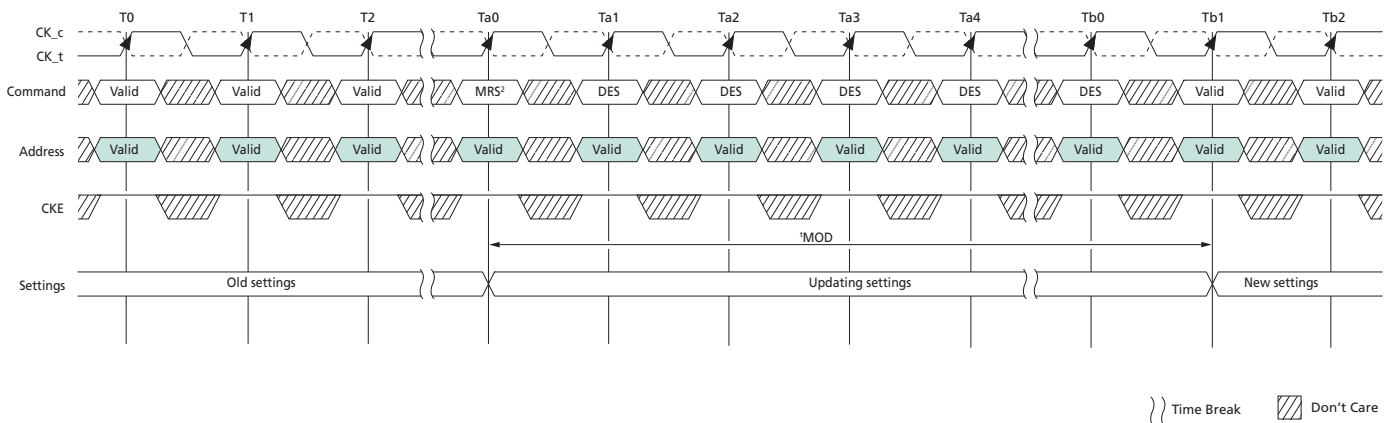 T0 T1 T2 Ta0 Ta1 Ta2 Ta3 Ta4 Tb0 Tb1 Tb2
CK_c
CK_t
Command Valid Valid Valid MRS² DES DES DES DES DES Valid Valid
Address Valid Valid Valid Valid Valid Valid Valid Valid Valid Valid Valid
CKE
tMOD
Settings Old settings Updating settings New settings
Time Break Don't Care